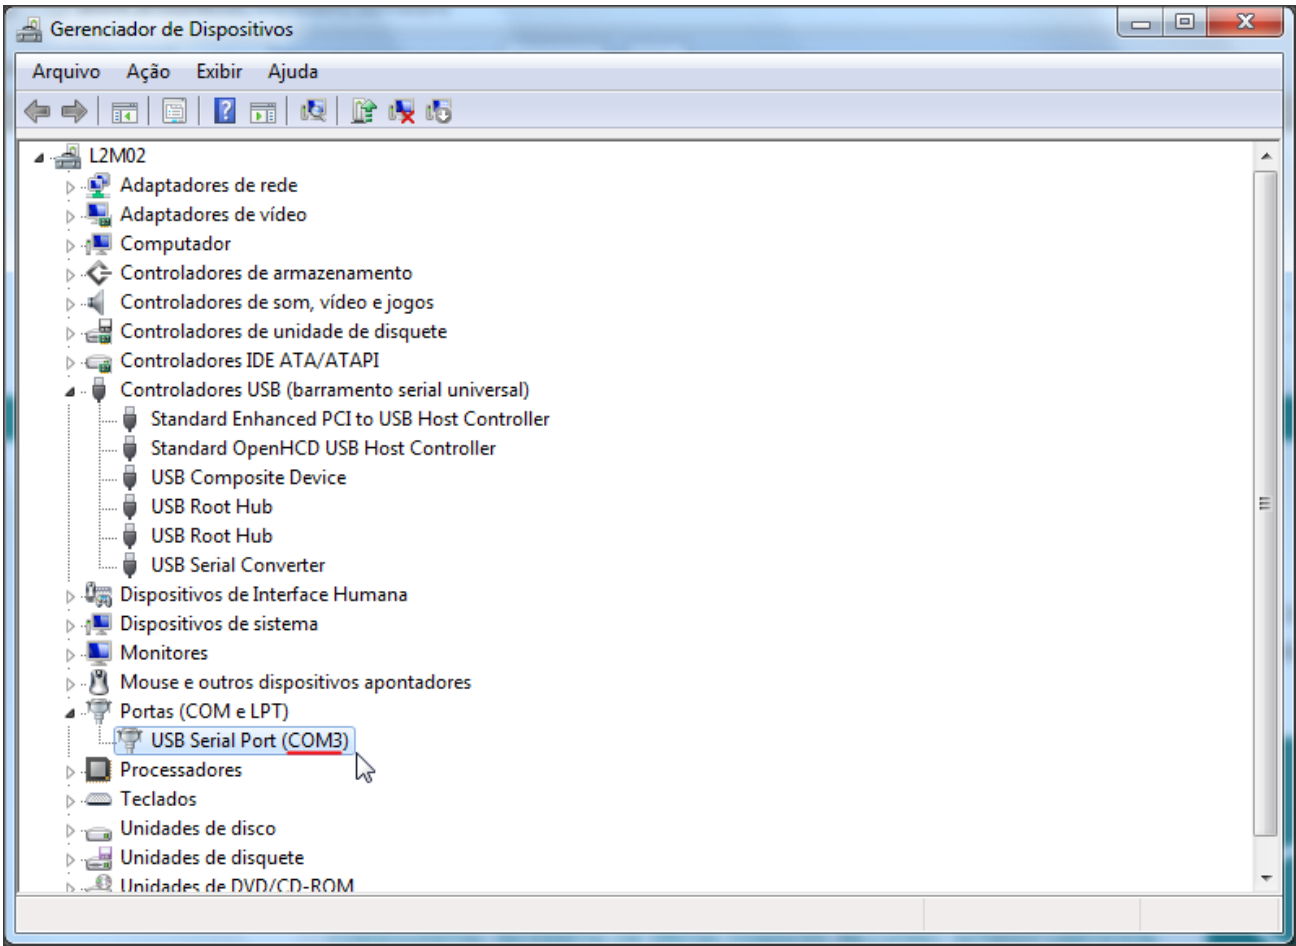 Gerenciador de Dispositivos
Arquivo Ação Exibir Ajuda
L2M02
Adaptadores de rede
Adaptadores de vídeo
Computador
Controladores de armazenamento
Controladores de som, vídeo e jogos
Controladores de unidade de disquete
Controladores IDE ATA/ATAPI
Controladores USB (barramento serial universal)
Standard Enhanced PCI to USB Host Controller
Standard OpenHCD USB Host Controller
USB Composite Device
USB Root Hub
USB Root Hub
USB Serial Converter
Dispositivos de Interface Humana
Dispositivos de sistema
Monitores
Mouse e outros dispositivos apontadores
Portas (COM e LPT)
USB Serial Port (COM3)
Processadores
Teclados
Unidades de disco
Unidades de disquete
Unidades de DVD/CD-ROM